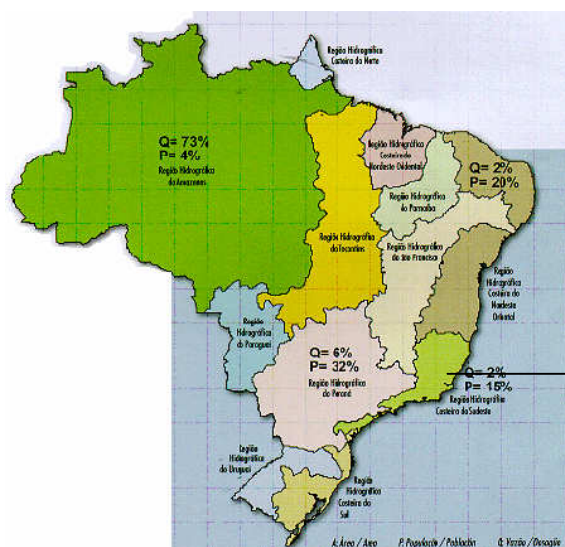 Região Hidrográfica
Costeira do Norte
Q= 73%
P= 4%
Região Hidrográfica
do Amazonas
Região Hidrográfica
Costeira do
Nordeste Ocidental
Q= 2%
P= 20%
Região Hidrográfica
do Parnaíba
Região Hidrográfica
do Tocantins
Região Hidrográfica
do São Francisco
Região
Hidrográfica
Costeira do
Nordeste
Oriental
Região
Hidrográfica
do Paraguai
Q= 6%
P= 32%
Região Hidrográfica
do Paraná
Q= 2%
P= 15%
Região Hidrográfica
Costeira do Sudeste
Região
Hidrográfica
do Uruguai
Região
Hidrográfica
Costeira do
Sul
A: Área / Area P: População / Población Q: Vazão / Desagüe